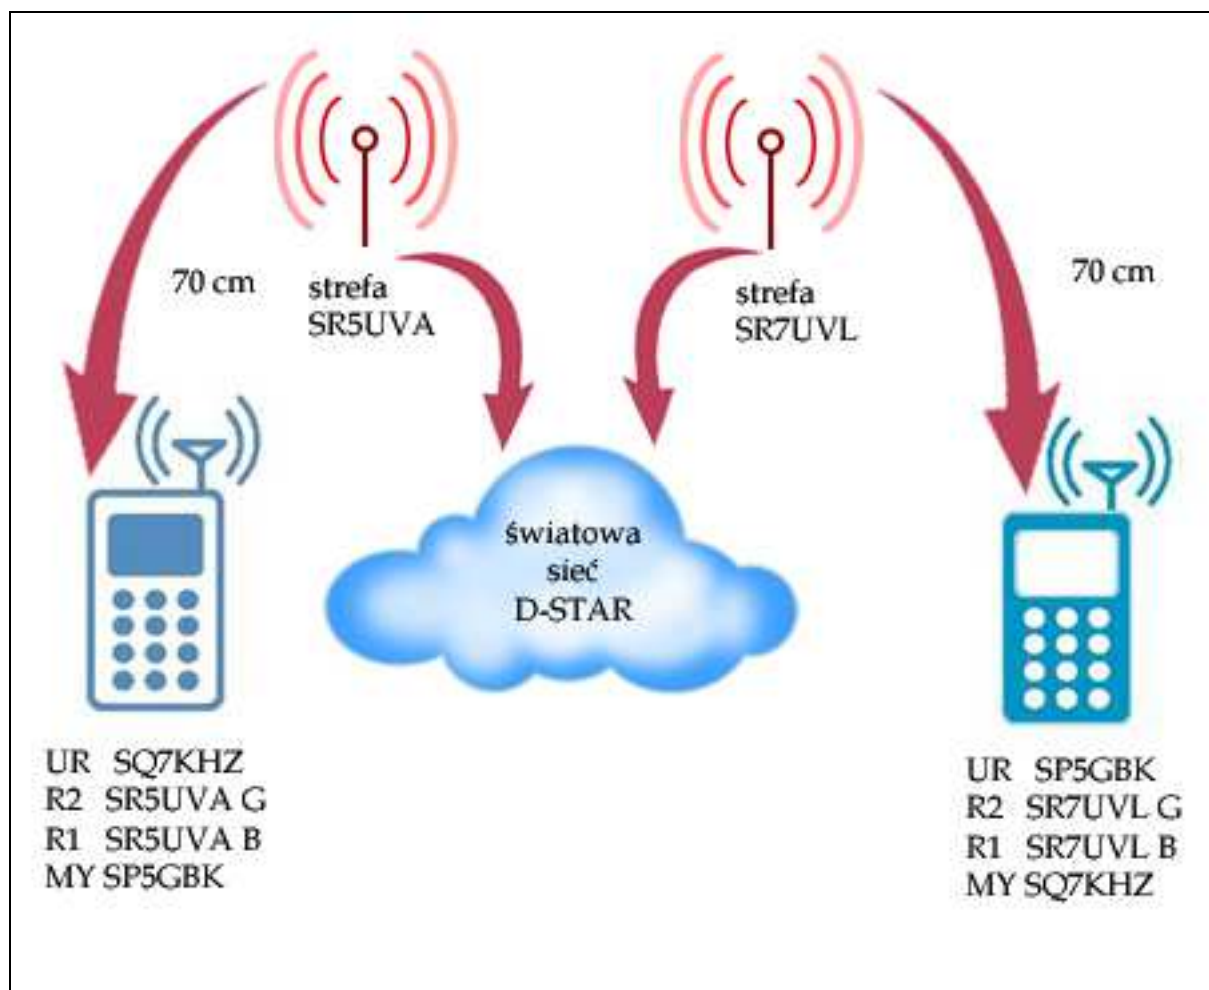 70 cm
strefa
SR5UVA
strefa
SR7UVL
70 cm
światowa
sieć
D-STAR
UR SQ7KHZ
R2 SR5UVA G
R1 SR5UVA B
MY SP5GBK
UR SP5GBK
R2 SR7UVL G
R1 SR7UVL B
MY SQ7KHZ